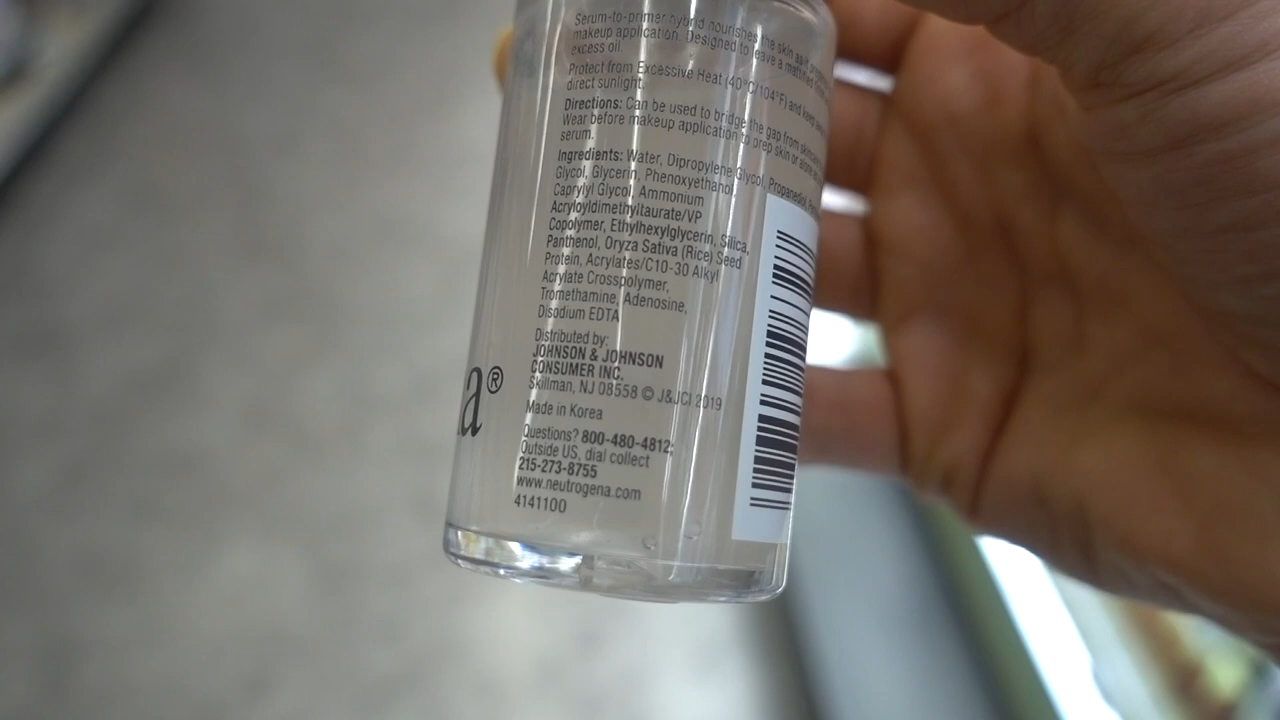 Serum-to-primer hybrid nourishes the skin as it
makeup application. Designed to leave a mattified
excess oil.
Protect from Excessive Heat (40°C/104°F) and keep
direct sunlight.
Directions: Can be used to bridge the gap from skincare
Wear before makeup application to prep skin or alone
serum.
Ingredients: Water, Dipropylene Glycol, Propanediol,
Glycol, Glycerin, Phenoxyethanol,
Caprylyl Glycol, Ammonium
Acryloyldimethyltaurate/VP
Copolymer, Ethylhexylglycerin, Silica,
Panthenol, Oryza Sativa (Rice) Seed
Protein, Acrylates/C10-30 Alkyl
Acrylate Crosspolymer,
Tromethamine, Adenosine,
Disodium EDTA
Distributed by:
JOHNSON & JOHNSON
CONSUMER INC.
Skillman, NJ 08558 © J&JCI 2019
Made in Korea
Questions? 800-480-4812;
Outside US, dial collect
215-273-8755
www.neutrogena.com
4141100
a®